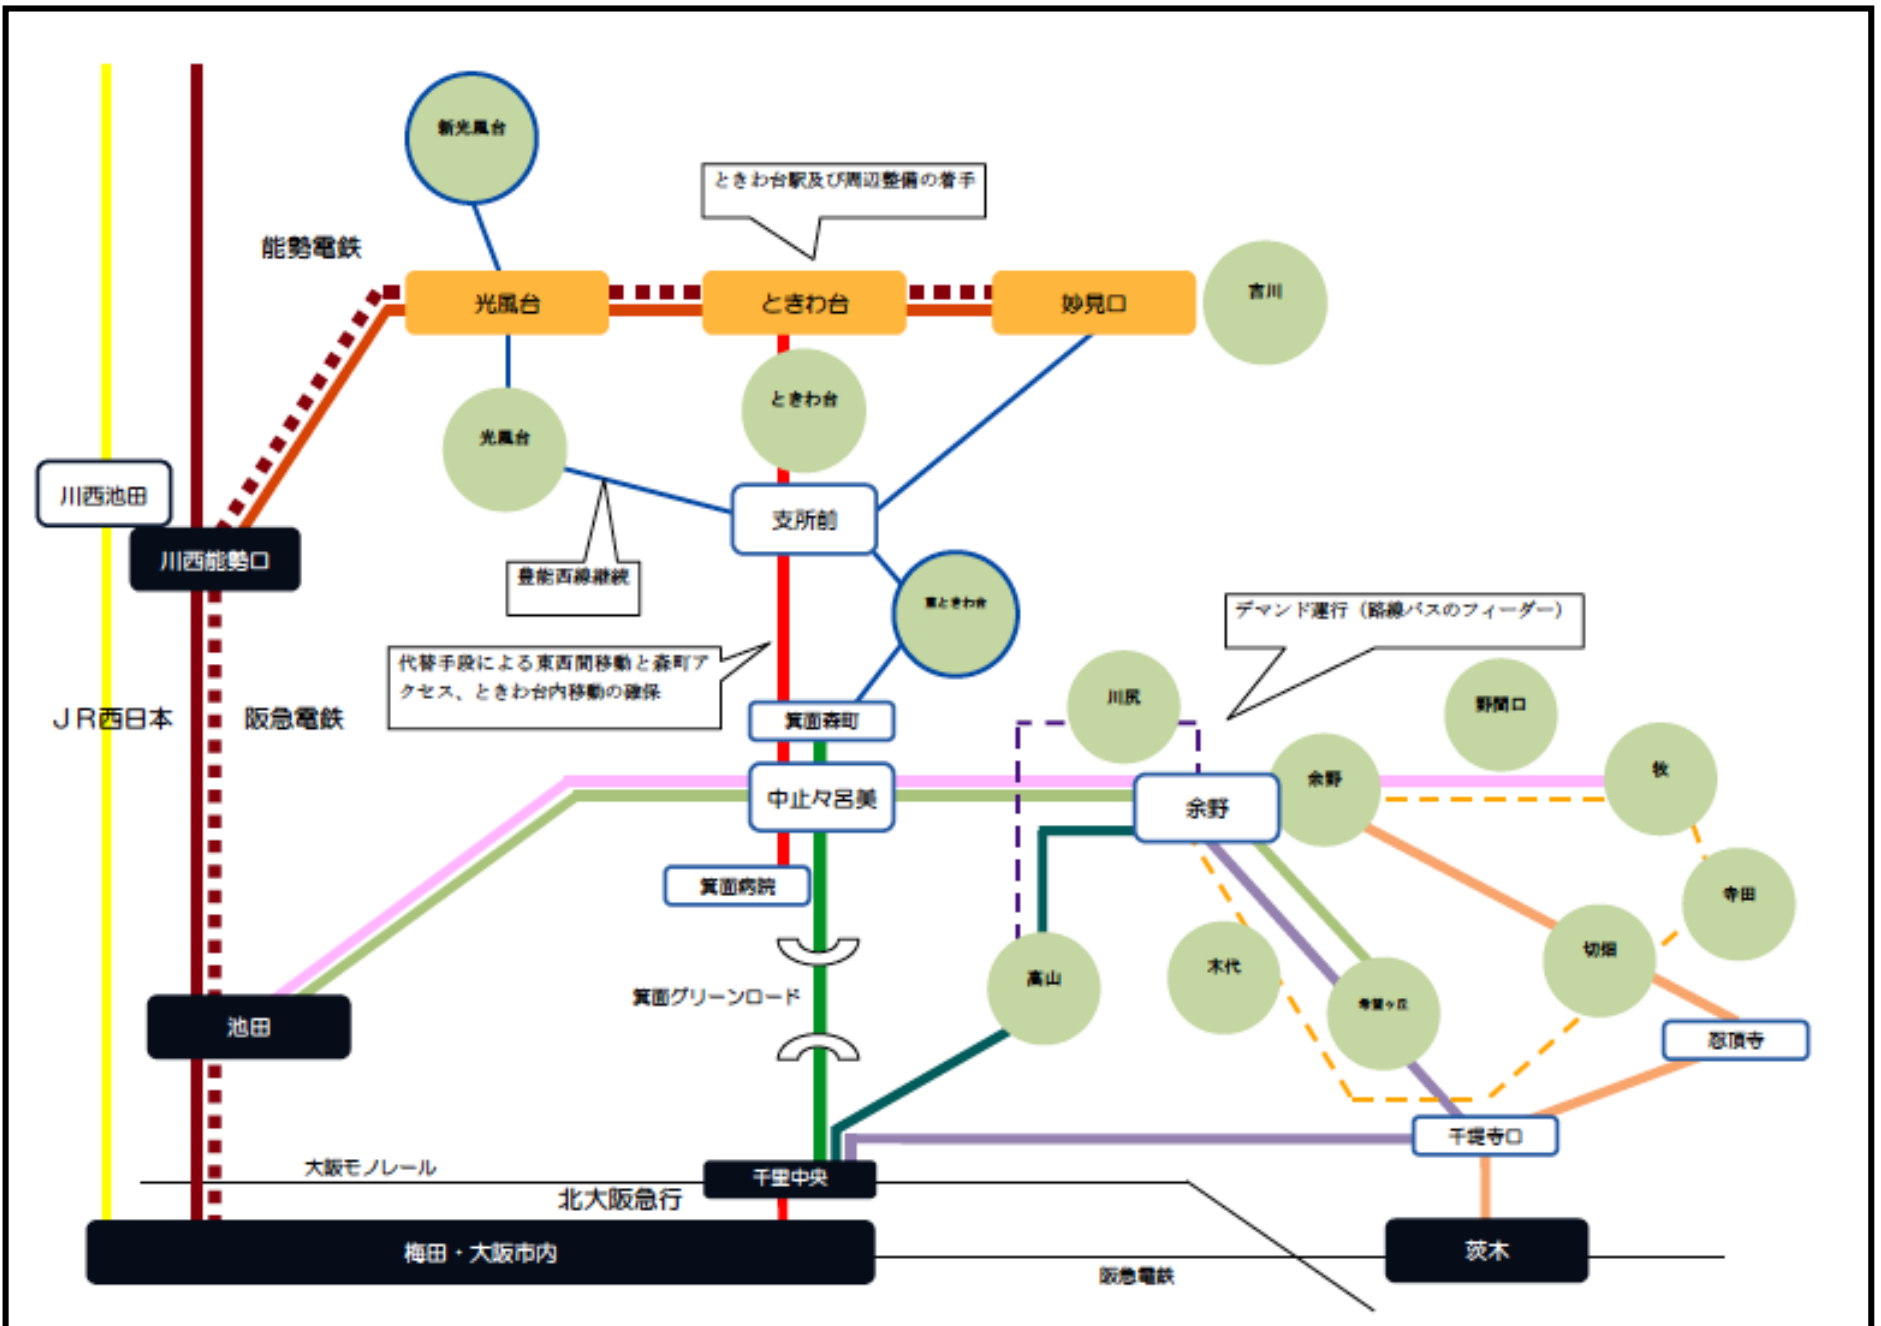 新光風台
ときわ台駅及び周辺整備の着手
能勢電鉄
光風台
ときわ台
妙見口
吉川
ときわ台
光風台
川西池田
支所前
川西能勢口
豊能西線継続
東ときわ台
デマンド運行（路線バスのフィーダー）
代替手段による東西間移動と森町ア
クセス、ときわ台内移動の確保
川尻
野間口
ＪＲ西日本
阪急電鉄
箕面森町
余野
牧
中止々呂美
余野
箕面病院
寺田
切畑
木代
高山
箕面グリーンロード
希望ヶ丘
池田
忍頂寺
千提寺口
大阪モノレール
千里中央
北大阪急行
梅田・大阪市内
茨木
阪急電鉄